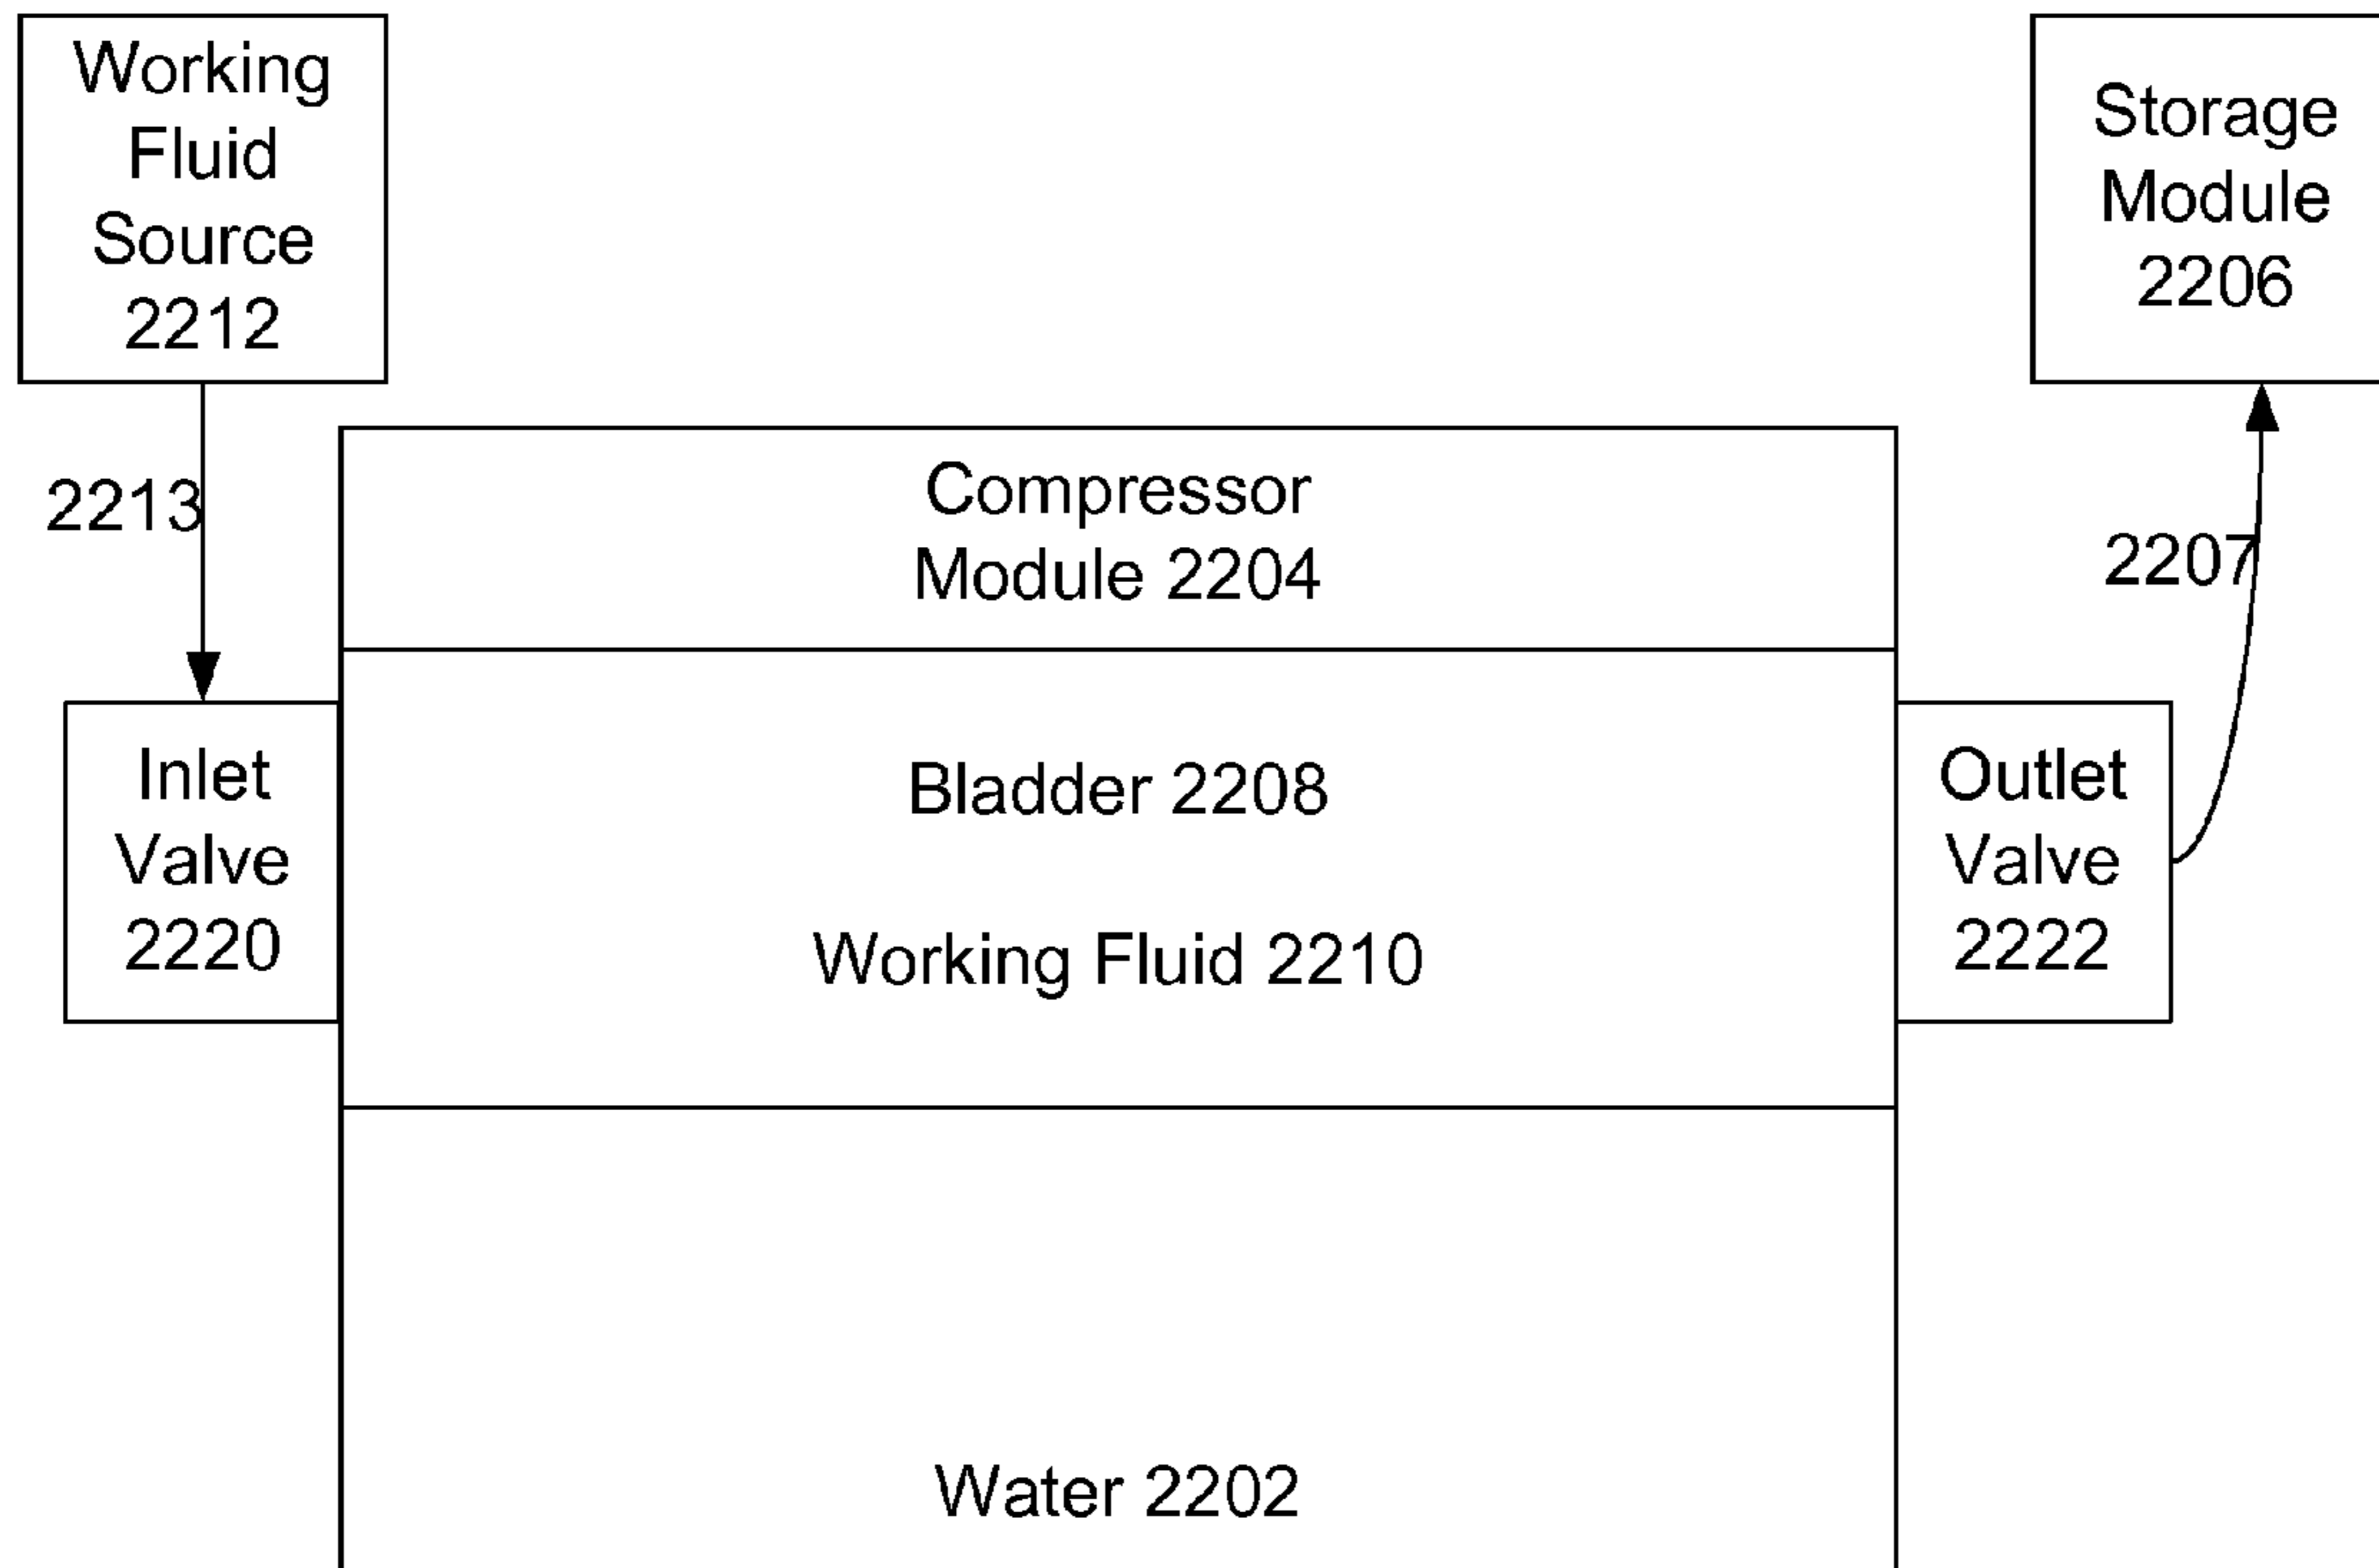 Working
Fluid
Source
2212
Storage
Module
2206
2213
Compressor
Module 2204
2207
Inlet
Valve
2220
Bladder 2208
Working Fluid 2210
Outlet
Valve
2222
Water 2202